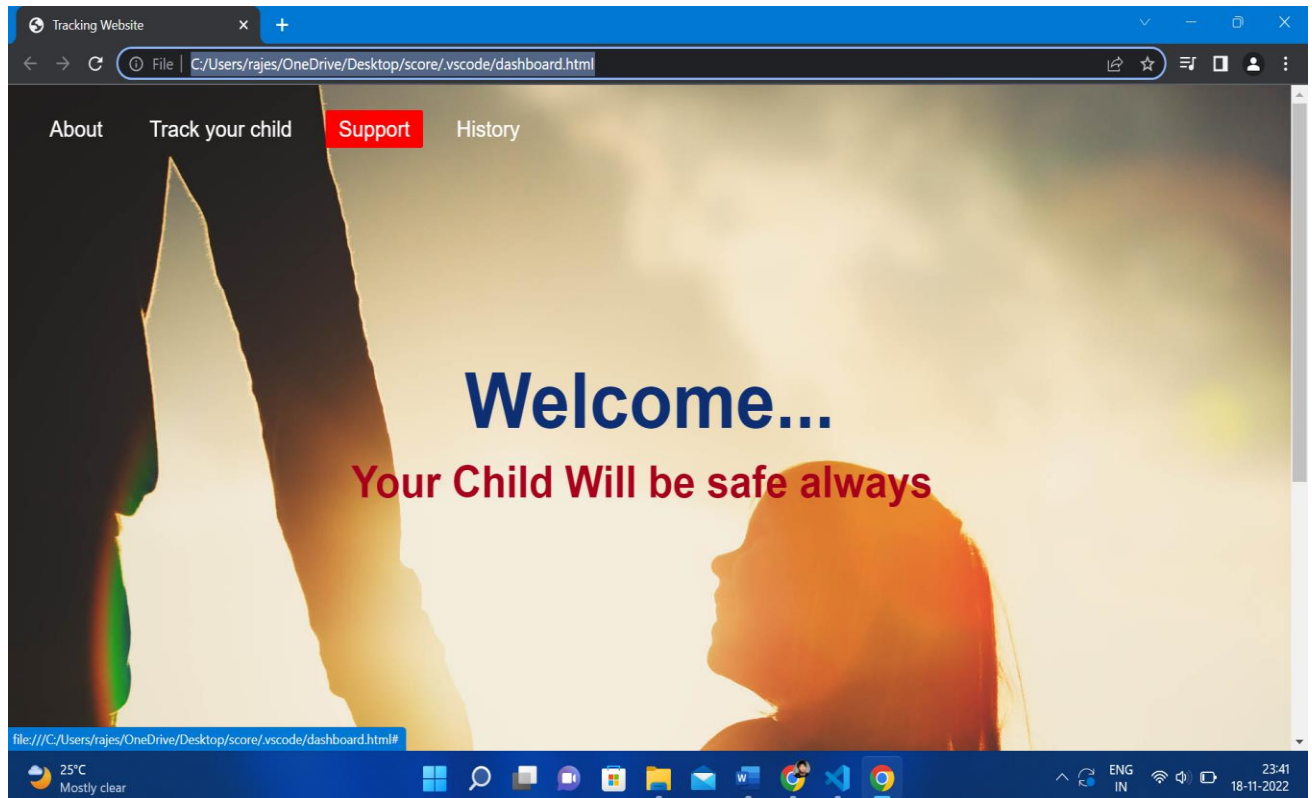 Tracking Website
File | C:/Users/rajes/OneDrive/Desktop/score/.vscode/dashboard.html
About Track your child Support History
Welcome...
Your Child Will be safe always
file:///C:/Users/rajes/OneDrive/Desktop/score/.vscode/dashboard.html#
25°C
Mostly clear
ENG
IN
23:41
18-11-2022